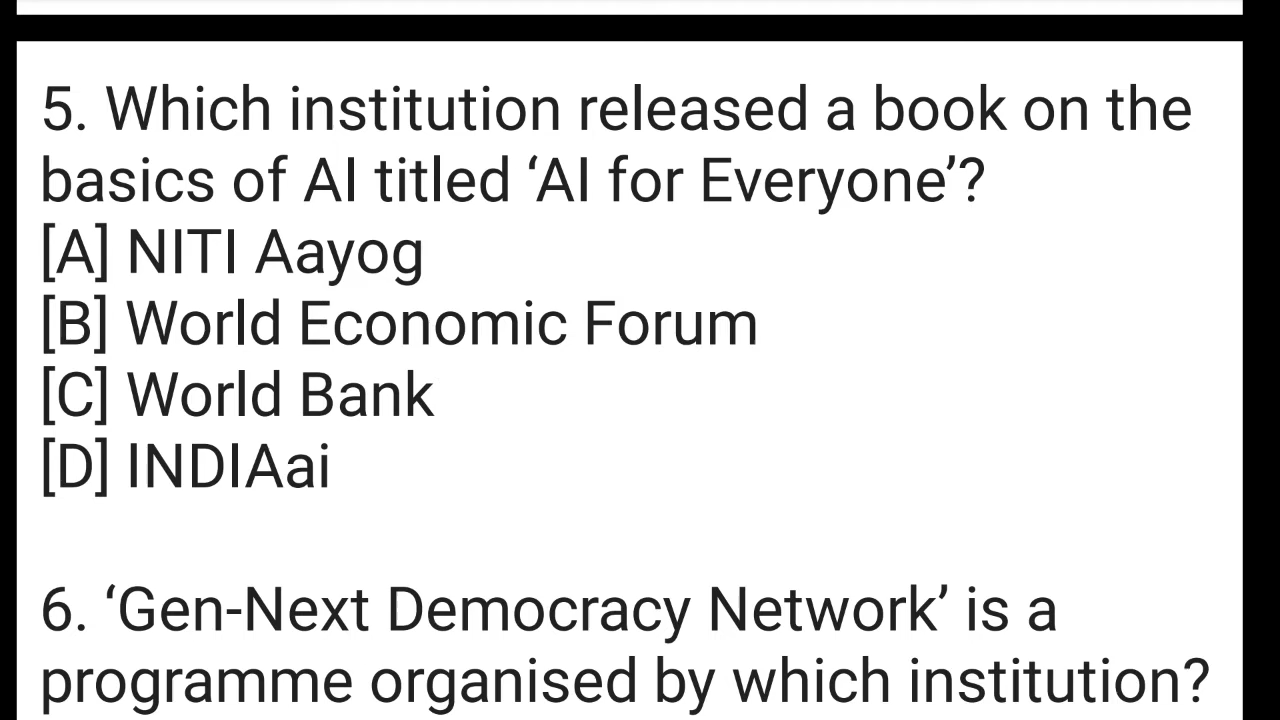 5. Which institution released a book on the
basics of AI titled ‘AI for Everyone’?
[A] NITI Aayog
[B] World Economic Forum
[C] World Bank
[D] INDIAai
6. ‘Gen-Next Democracy Network’ is a
programme organised by which institution?